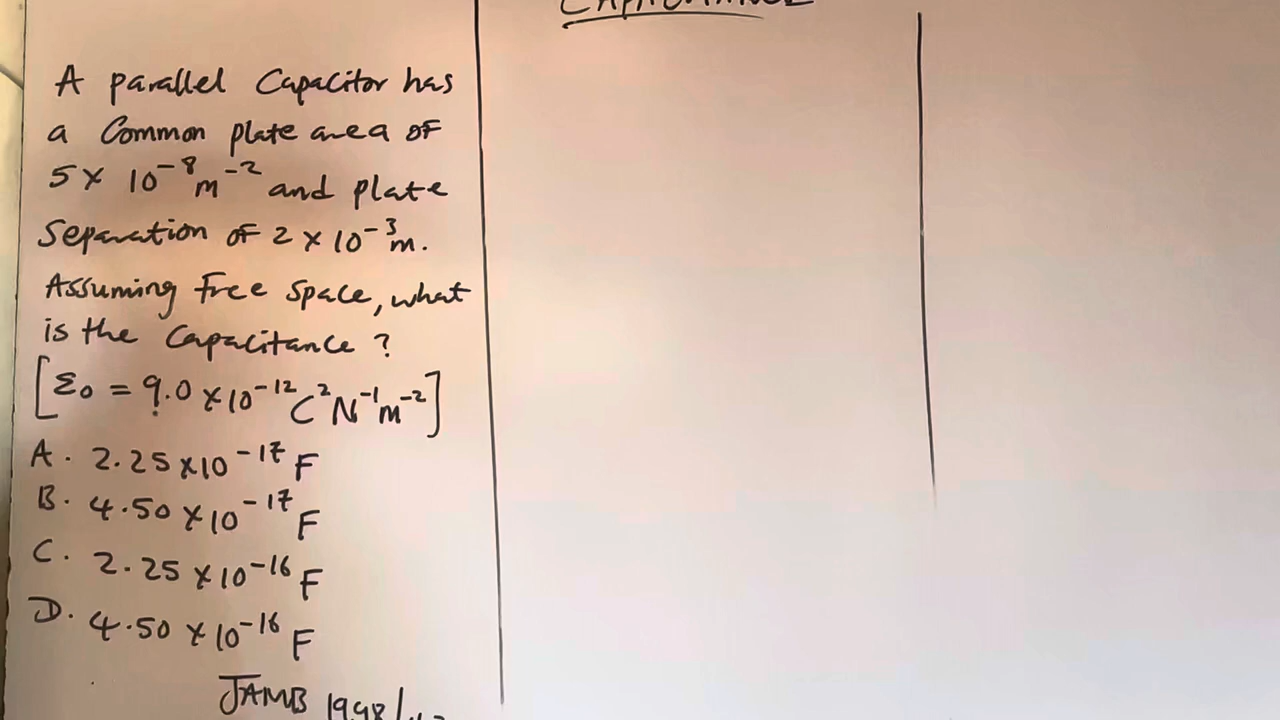 CAPACITANCE
A parallel Capacitor has
a Common plate area of
5 × 10⁻⁸ m⁻² and plate
Separation of 2 × 10⁻³ m.
Assuming Free Space, what
is the Capacitance ?
[ε₀ = 9.0 × 10⁻¹² C² N⁻¹ m⁻²]
A. 2.25 × 10⁻¹⁷ F
B. 4.50 × 10⁻¹⁷ F
C. 2.25 × 10⁻¹⁶ F
D. 4.50 × 10⁻¹⁶ F
JAMB 1998/